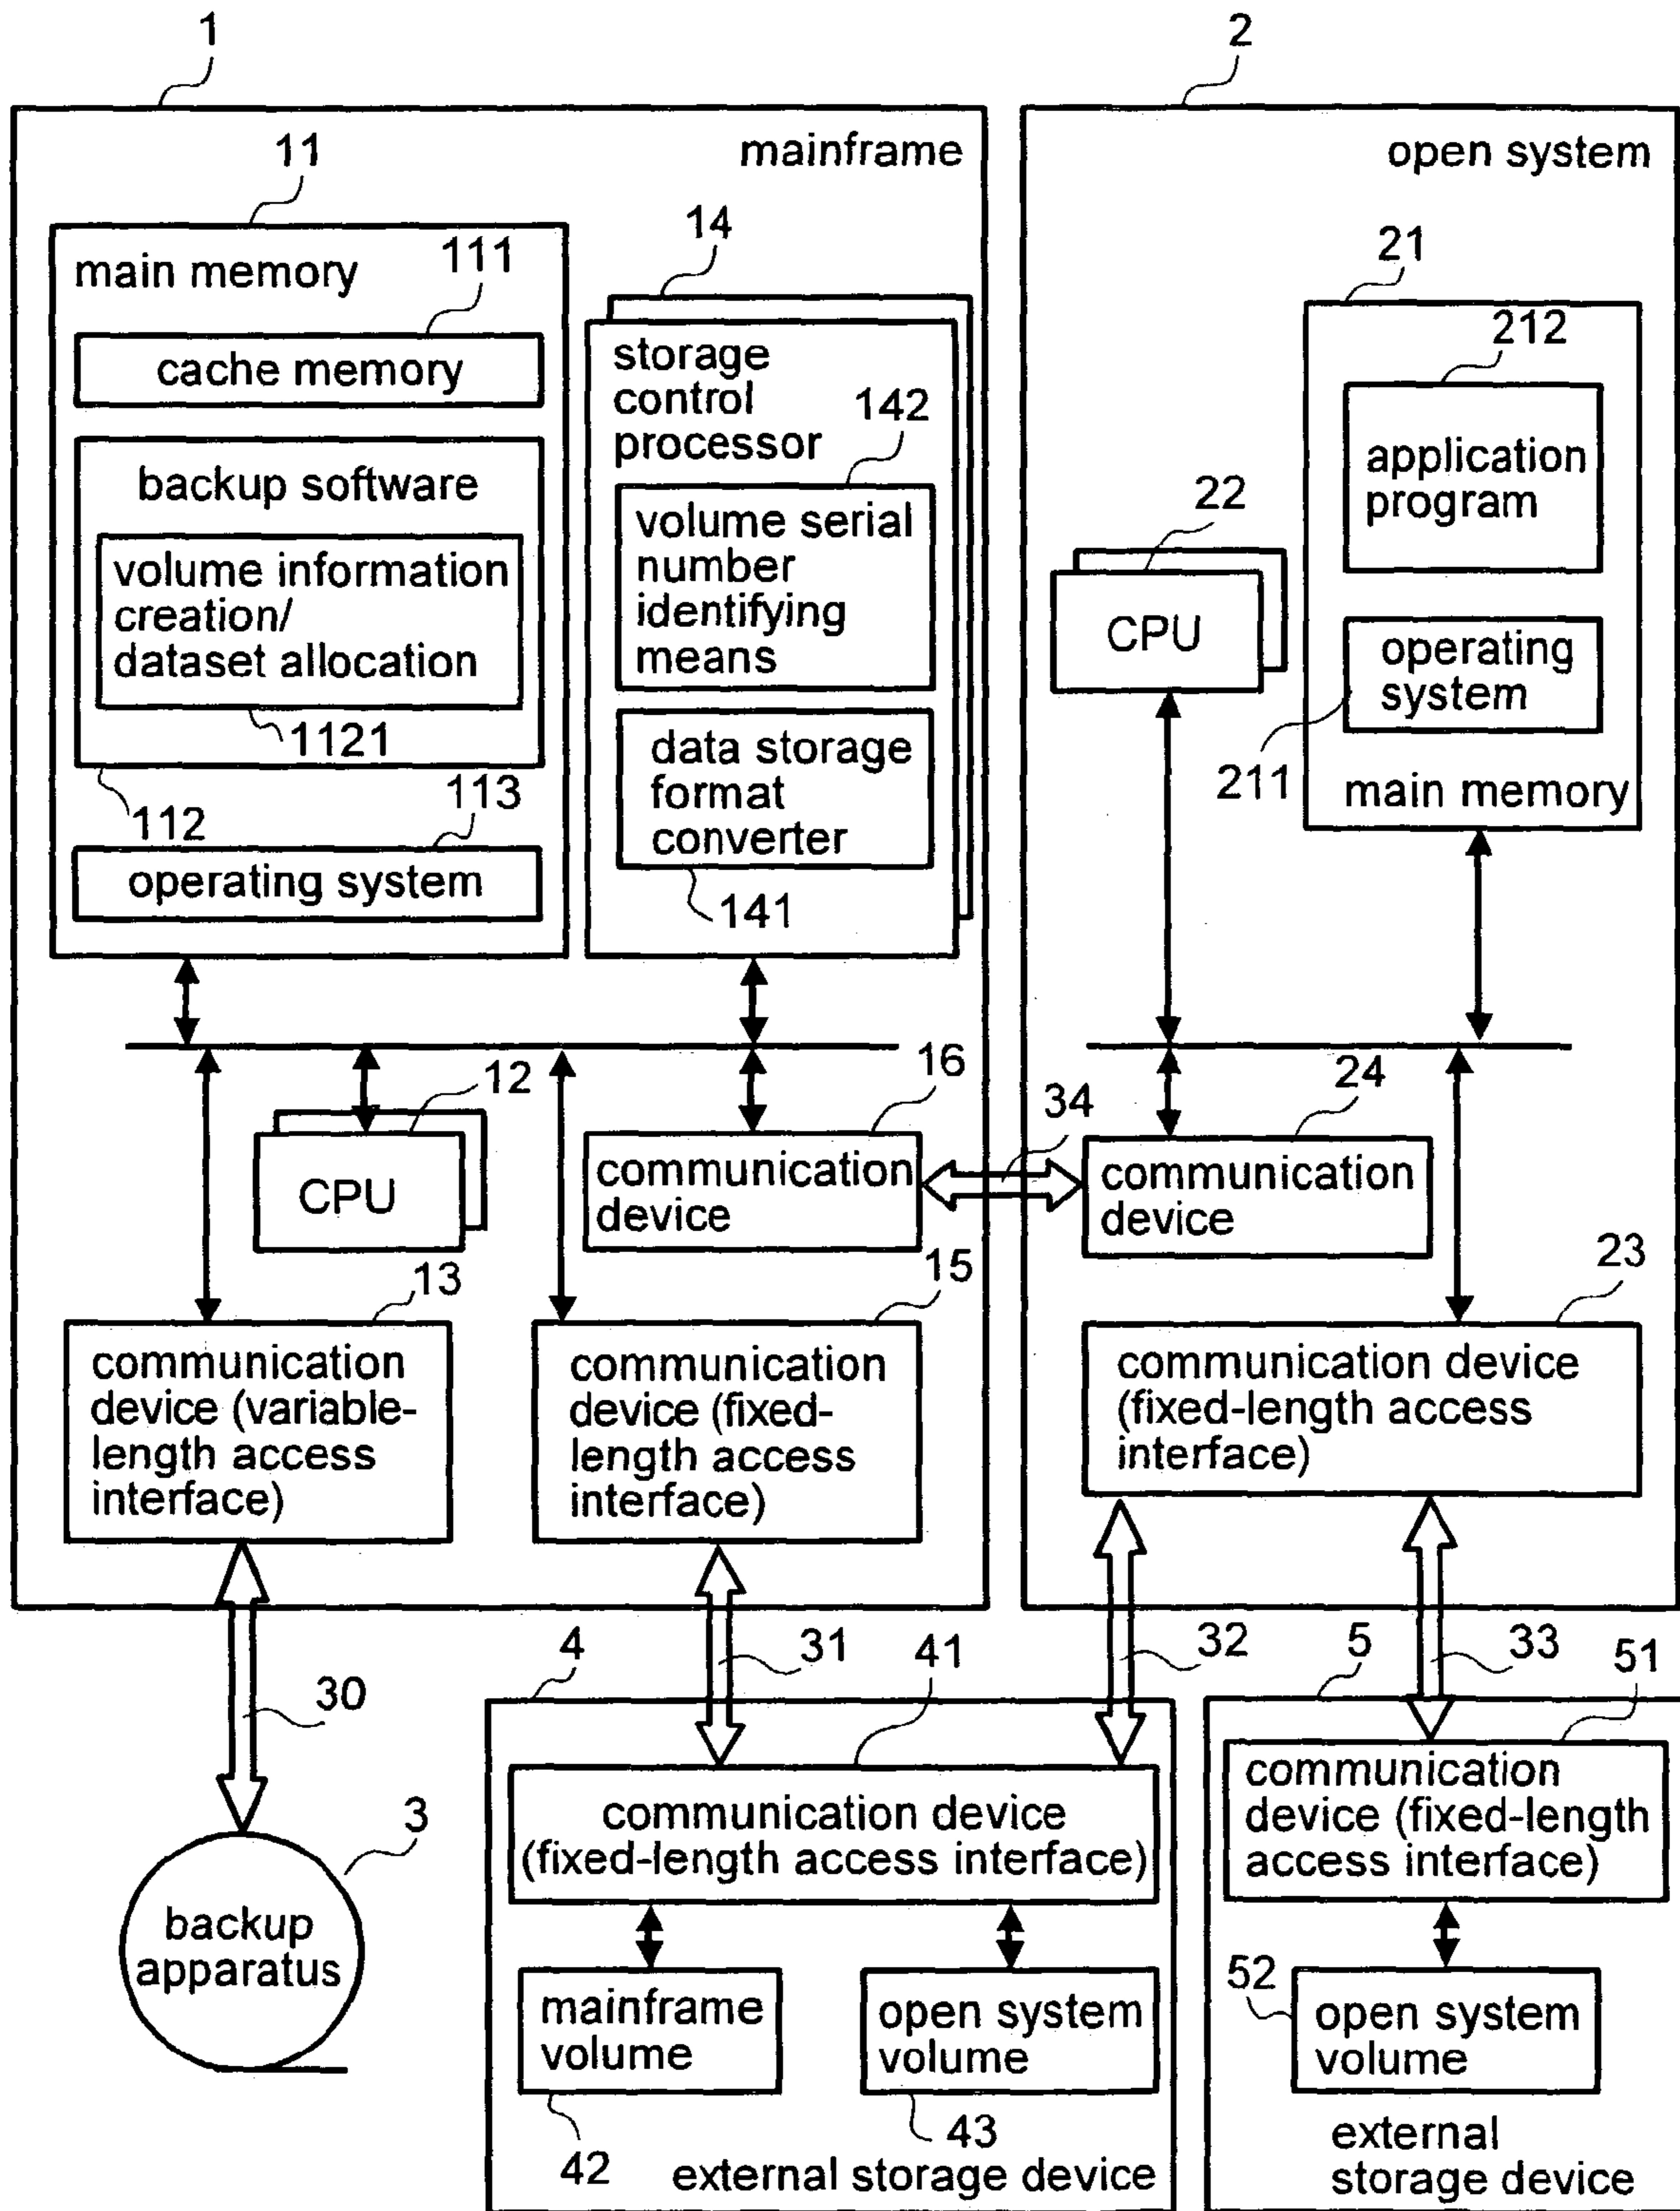 1
2
mainframe
open system
11
14
21
main memory
111
cache memory
backup software
volume information
creation/
dataset allocation
1121
112
113
operating system
storage
control
processor
142
volume serial
number
identifying
means
data storage
format
converter
141
212
application
program
22
CPU
operating
system
211
main memory
12
CPU
16
communication
device
34
24
communication
device
13
communication
device (variable-
length access
interface)
15
communication
device (fixed-
length access
interface)
23
communication device
(fixed-length access
interface)
30
4
31
41
32
5
33
51
3
backup
apparatus
communication device
(fixed-length access interface)
communication
device (fixed-length
access interface)
mainframe
volume
42
open system
volume
43
external storage device
52
open system
volume
external
storage device